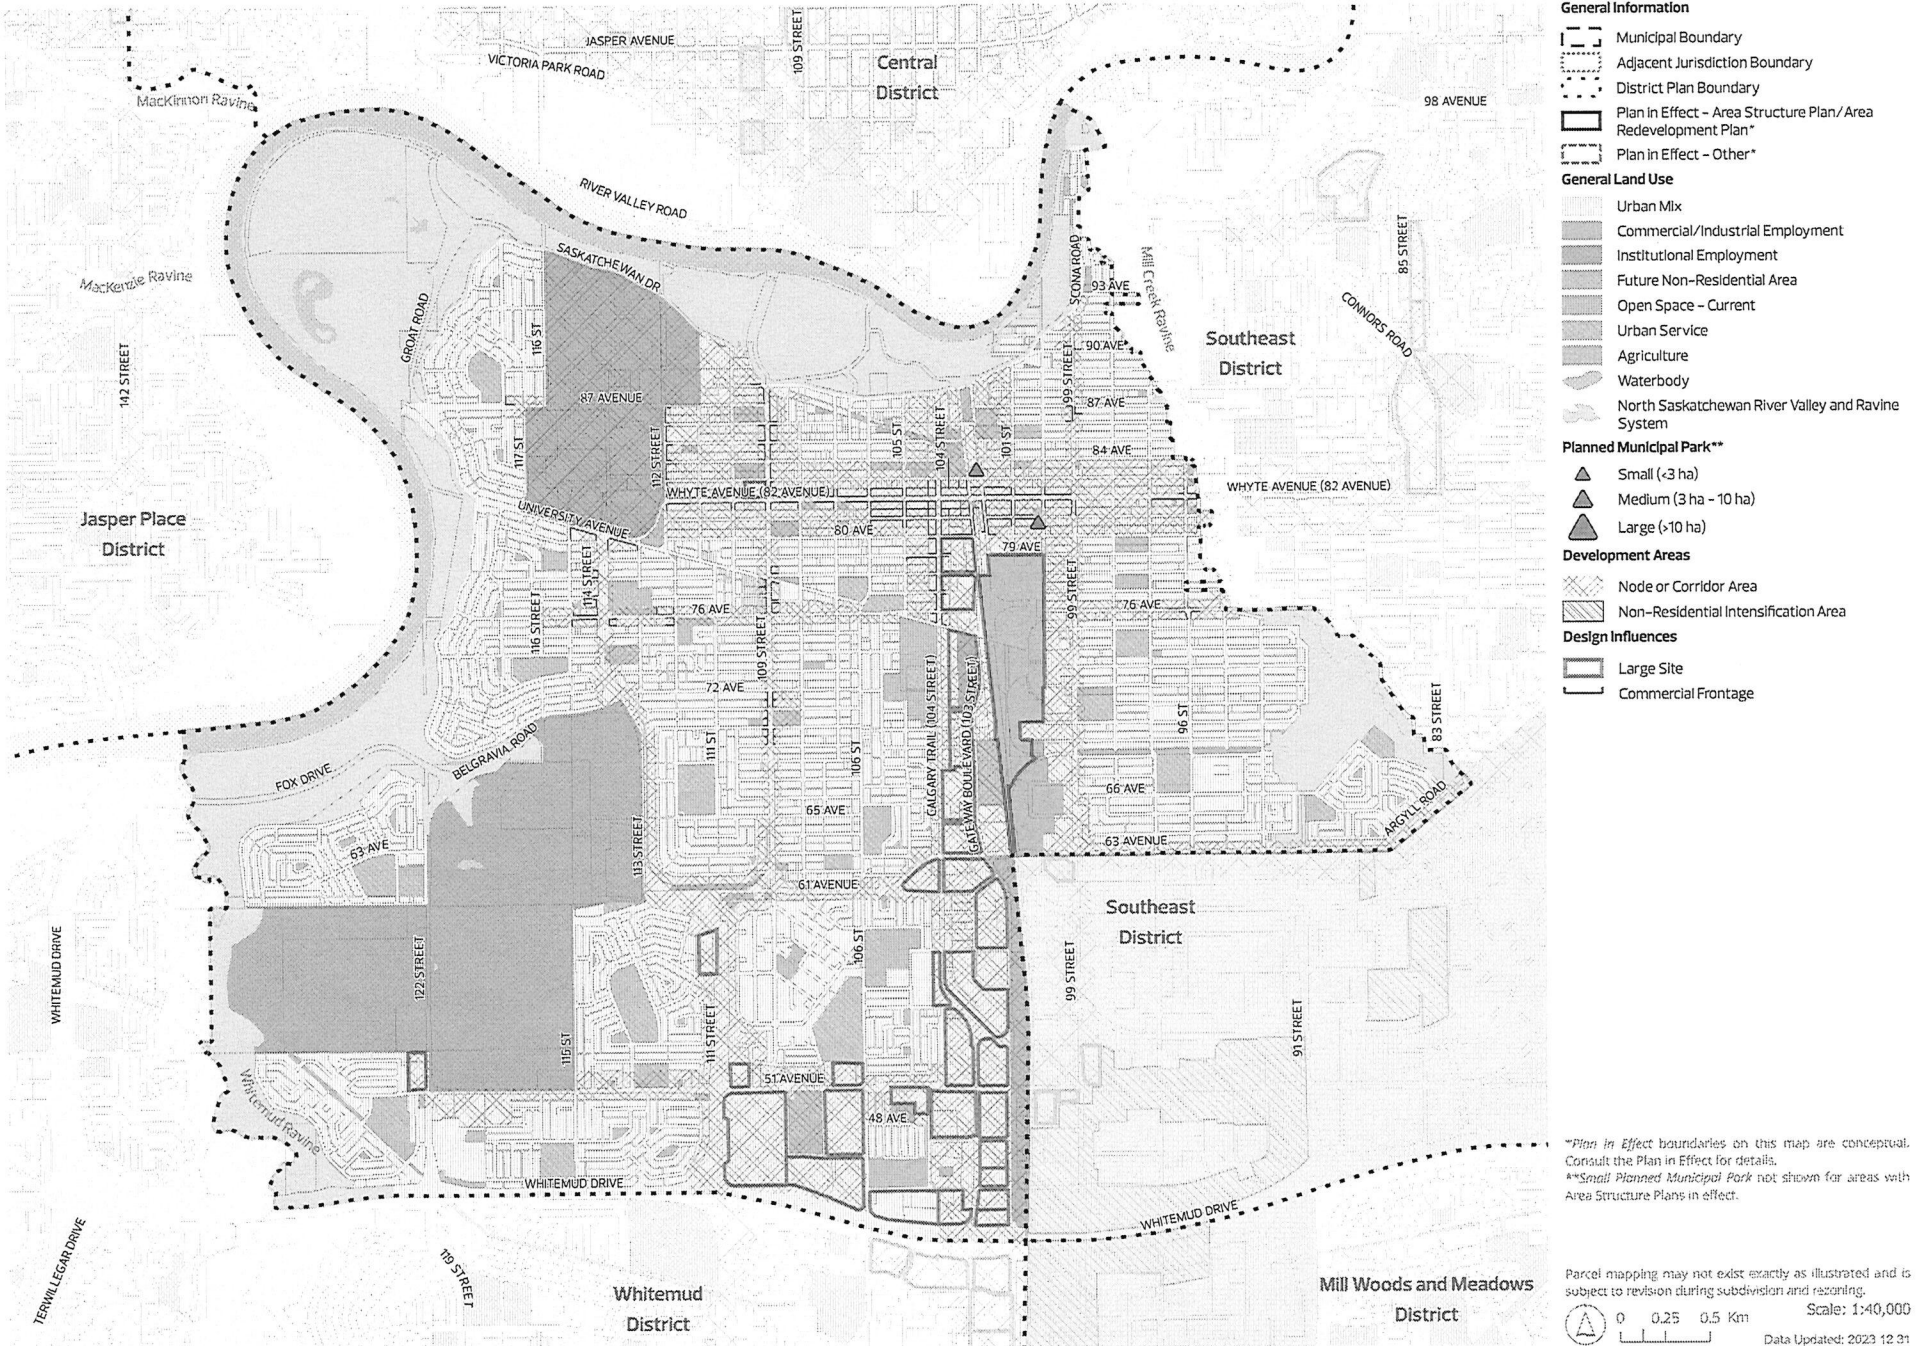 JASPER AVENUE
VICTORIA PARK ROAD
109 STREET
Central
District
MacKinnon Ravine
98 AVENUE
RIVER VALLEY ROAD
SASKATCHEWAN DR
MacKenzie Ravine
GROAT ROAD
116 ST
142 STREET
SCONA ROAD
93 AVE
Mill Creek Ravine
85 STREET
CONNORS ROAD
Southeast
District
90 AVE
99 STREET
87 AVENUE
87 AVE
117 ST
112 STREET
105 ST
104 STREET
101 ST
84 AVE
WHYTE AVENUE (82 AVENUE)
WHYTE AVENUE (82 AVENUE)
UNIVERSITY AVENUE
80 AVE
79 AVE
Jasper Place
District
114 STREET
116 STREET
76 AVE
109 STREET
99 STREET
76 AVE
72 AVE
CALGARY TRAIL (104 STREET)
GATEWAY BOULEVARD (103 STREET)
96 ST
83 STREET
BELGRAVIA ROAD
FOX DRIVE
111 ST
106 ST
65 AVE
66 AVE
ARGYLL ROAD
63 AVE
113 STREET
63 AVENUE
61 AVENUE
Southeast
District
WHITEMUD DRIVE
122 STREET
106 ST
99 STREET
91 STREET
115 ST
111 STREET
51 AVENUE
48 AVE
Whitemud Ravine
WHITEMUD DRIVE
WHITEMUD DRIVE
TERWILLEGAR DRIVE
119 STREET
Whitemud
District
Mill Woods and Meadows
District
General Information
Municipal Boundary
Adjacent Jurisdiction Boundary
District Plan Boundary
Plan in Effect - Area Structure Plan/Area
Redevelopment Plan*
Plan in Effect - Other*
General Land Use
Urban Mix
Commercial/Industrial Employment
Institutional Employment
Future Non-Residential Area
Open Space - Current
Urban Service
Agriculture
Waterbody
North Saskatchewan River Valley and Ravine
System
Planned Municipal Park**
Small (<3 ha)
Medium (3 ha - 10 ha)
Large (>10 ha)
Development Areas
Node or Corridor Area
Non-Residential Intensification Area
Design Influences
Large Site
Commercial Frontage
*Plan in Effect boundaries on this map are conceptual.
Consult the Plan in Effect for details.
**Small Planned Municipal Park not shown for areas with
Area Structure Plans in effect.
Parcel mapping may not exist exactly as illustrated and is
subject to revision during subdivision and rezoning.
0 0.25 0.5 Km
Scale: 1:40,000
Data Updated: 2023 12 31